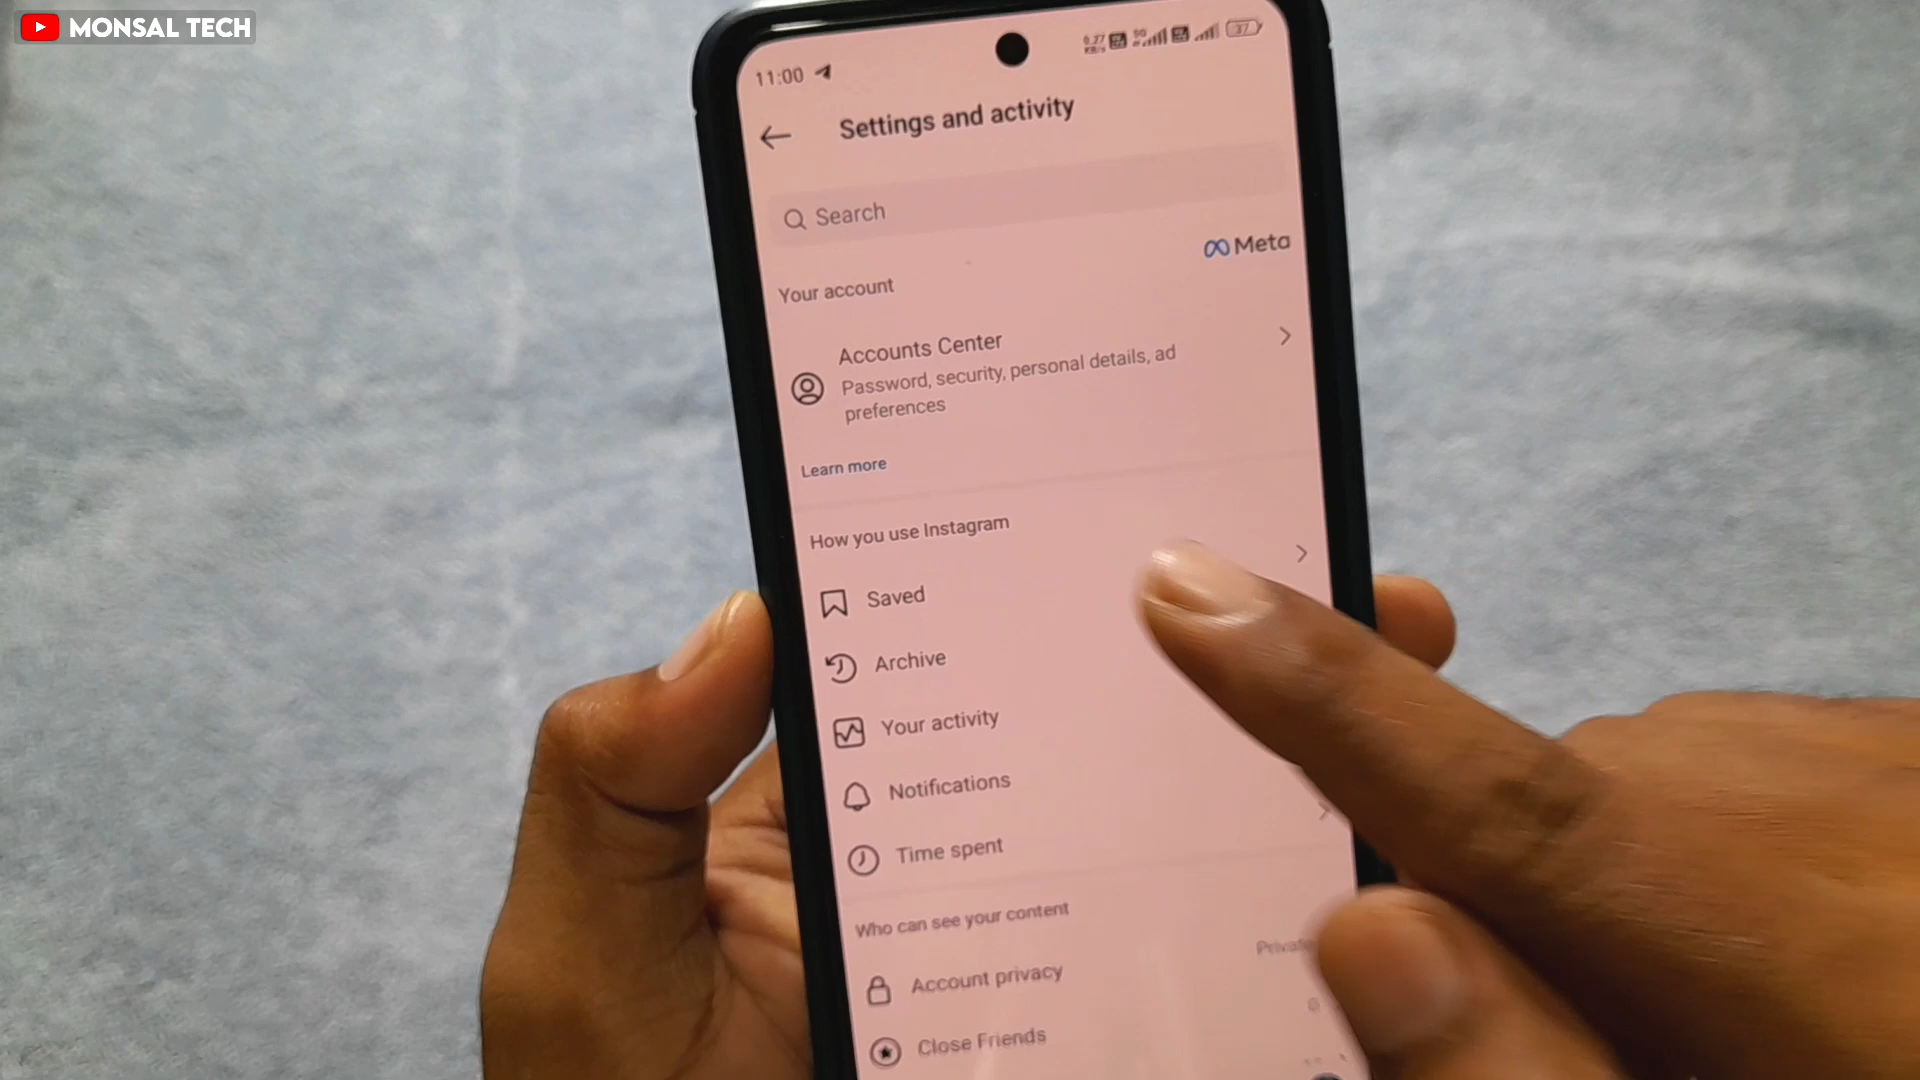 MONSAL TECH
11:00
37
Settings and activity
Search
Meta
Your account
Accounts Center
Password, security, personal details, ad
preferences
Learn more
How you use Instagram
Saved
Archive
Your activity
Notifications
Time spent
Who can see your content
Account privacy
Private
Close Friends